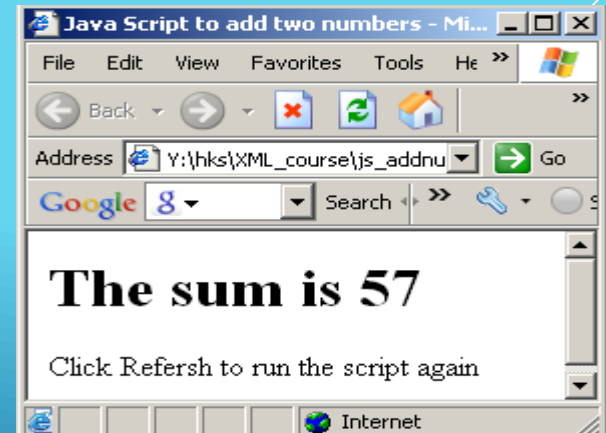 Java Script to add two numbers - Mi...
File Edit View Favorites Tools He »
Back »
Address Y:\hks\XML_course\js_addnu Go
Google g Search » S
The sum is 57
Click Refersh to run the script again
Internet